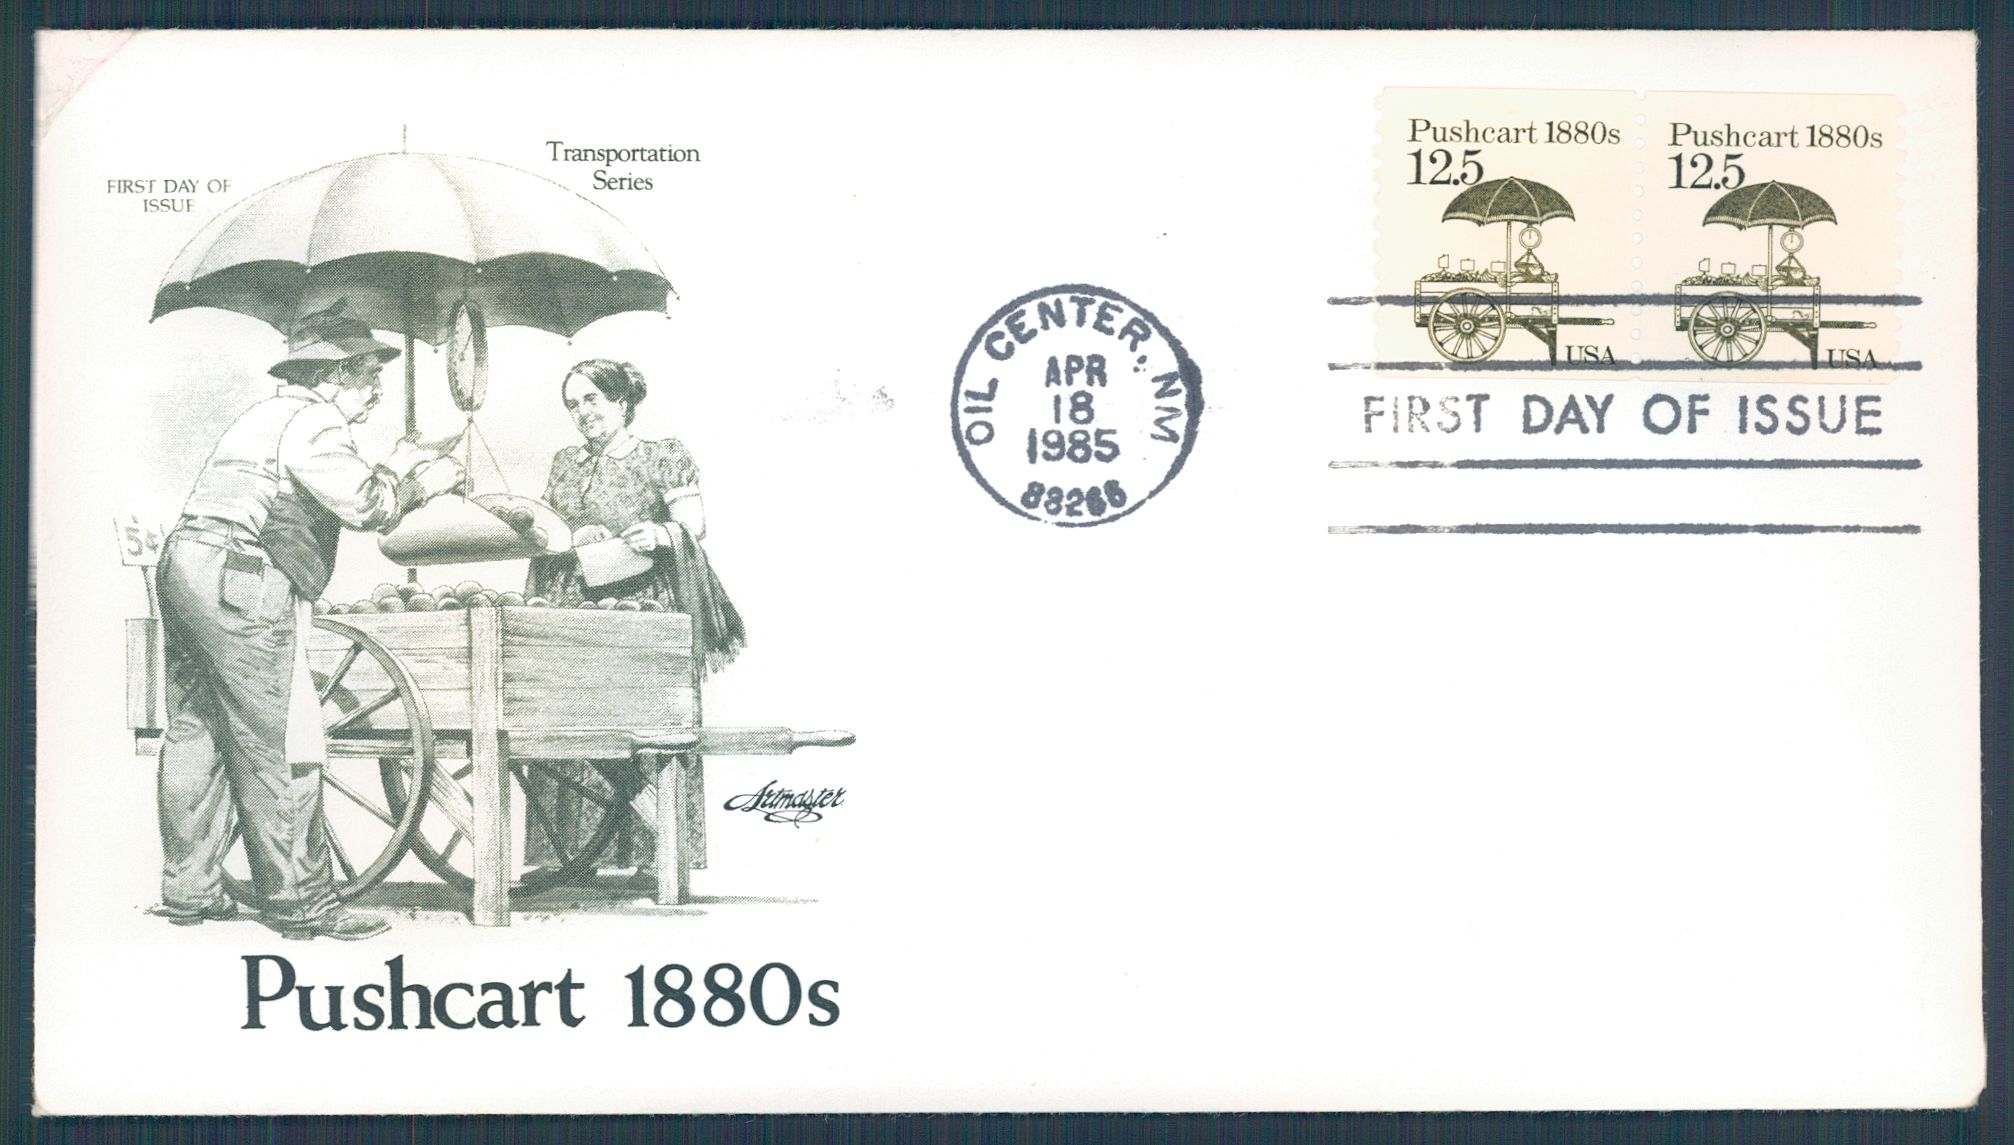 FIRST DAY OF
ISSUE
Transportation
Series
5¢
Artmaster
Pushcart 1880s
OIL CENTER, NM
APR
18
1985
Pushcart 1880s
12.5
USA
Pushcart 1880s
12.5
USA
FIRST DAY OF ISSUE